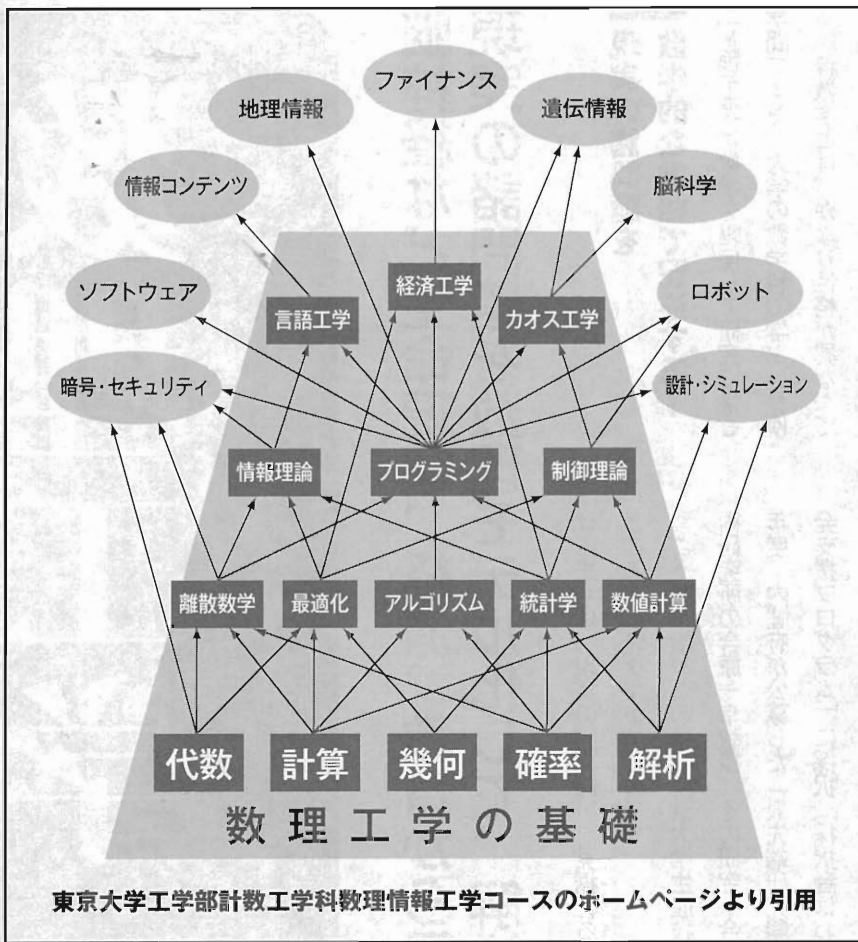 ファイナンス
地理情報
遺伝情報
情報コンテンツ
脳科学
ソフトウェア
経済工学
ロボット
言語工学
カオス工学
暗号・セキュリティ
設計・シミュレーション
情報理論
プログラミング
制御理論
離散数学
最適化
アルゴリズム
統計学
数値計算
代数
計算
幾何
確率
解析
数理工学の基礎
東京大学工学部計数工学科数理情報工学コースのホームページより引用